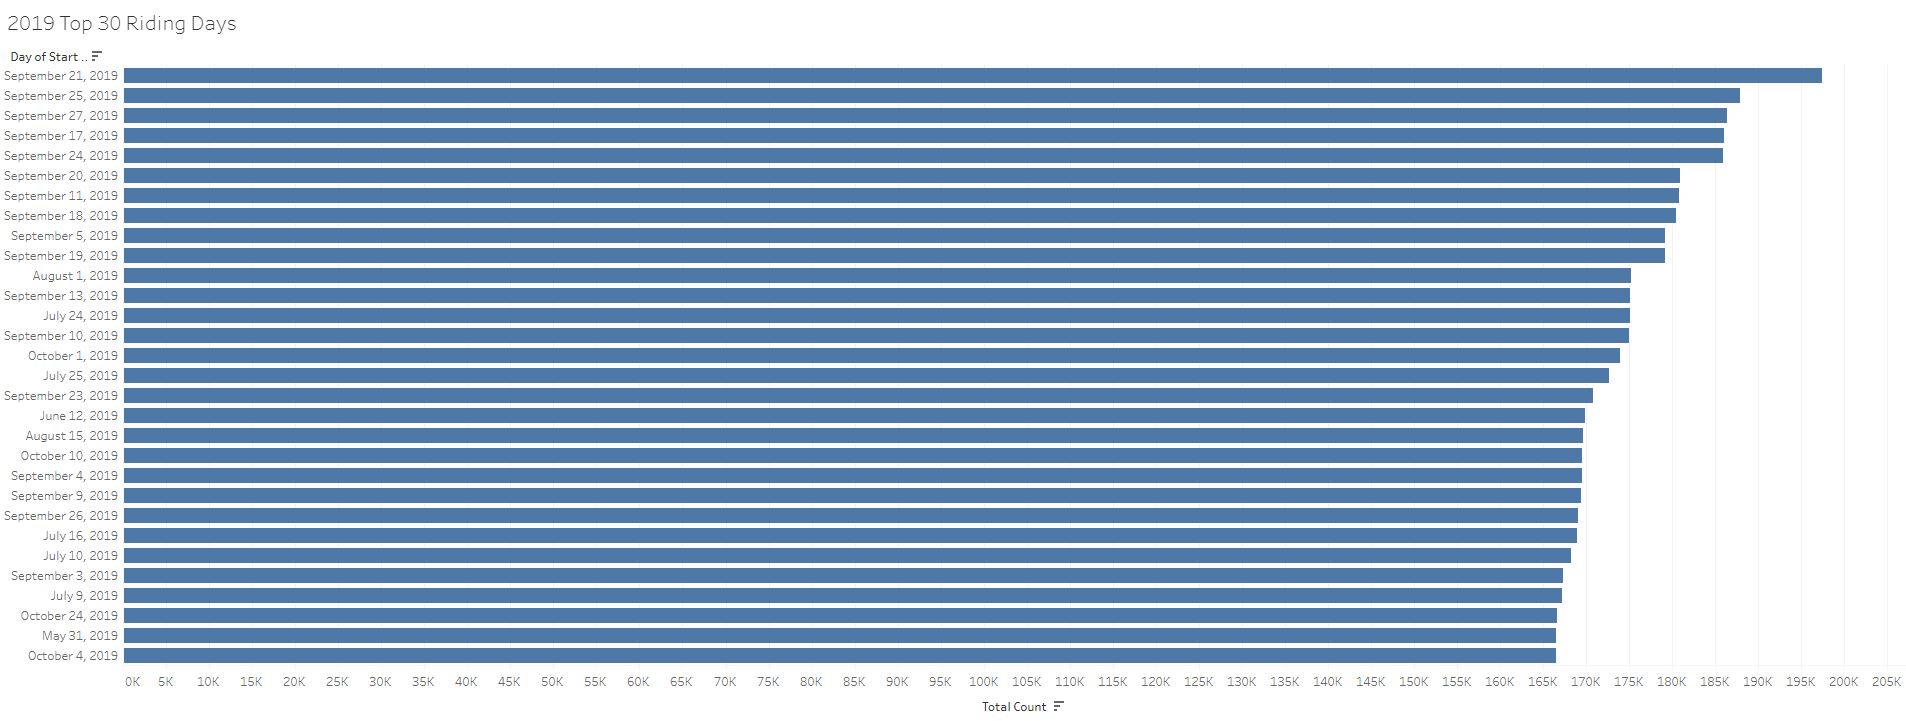 2019 Top 30 Riding Days
Day of Start ..
September 21, 2019
September 25, 2019
September 27, 2019
September 17, 2019
September 24, 2019
September 20, 2019
September 11, 2019
September 18, 2019
September 5, 2019
September 19, 2019
August 1, 2019
September 13, 2019
July 24, 2019
September 10, 2019
October 1, 2019
July 25, 2019
September 23, 2019
June 12, 2019
August 15, 2019
October 10, 2019
September 4, 2019
September 9, 2019
September 26, 2019
July 16, 2019
July 10, 2019
September 3, 2019
July 9, 2019
October 24, 2019
May 31, 2019
October 4, 2019
0K 5K 10K 15K 20K 25K 30K 35K 40K 45K 50K 55K 60K 65K 70K 75K 80K 85K 90K 95K 100K 105K 110K 115K 120K 125K 130K 135K 140K 145K 150K 155K 160K 165K 170K 175K 180K 185K 190K 195K 200K 205K
Total Count